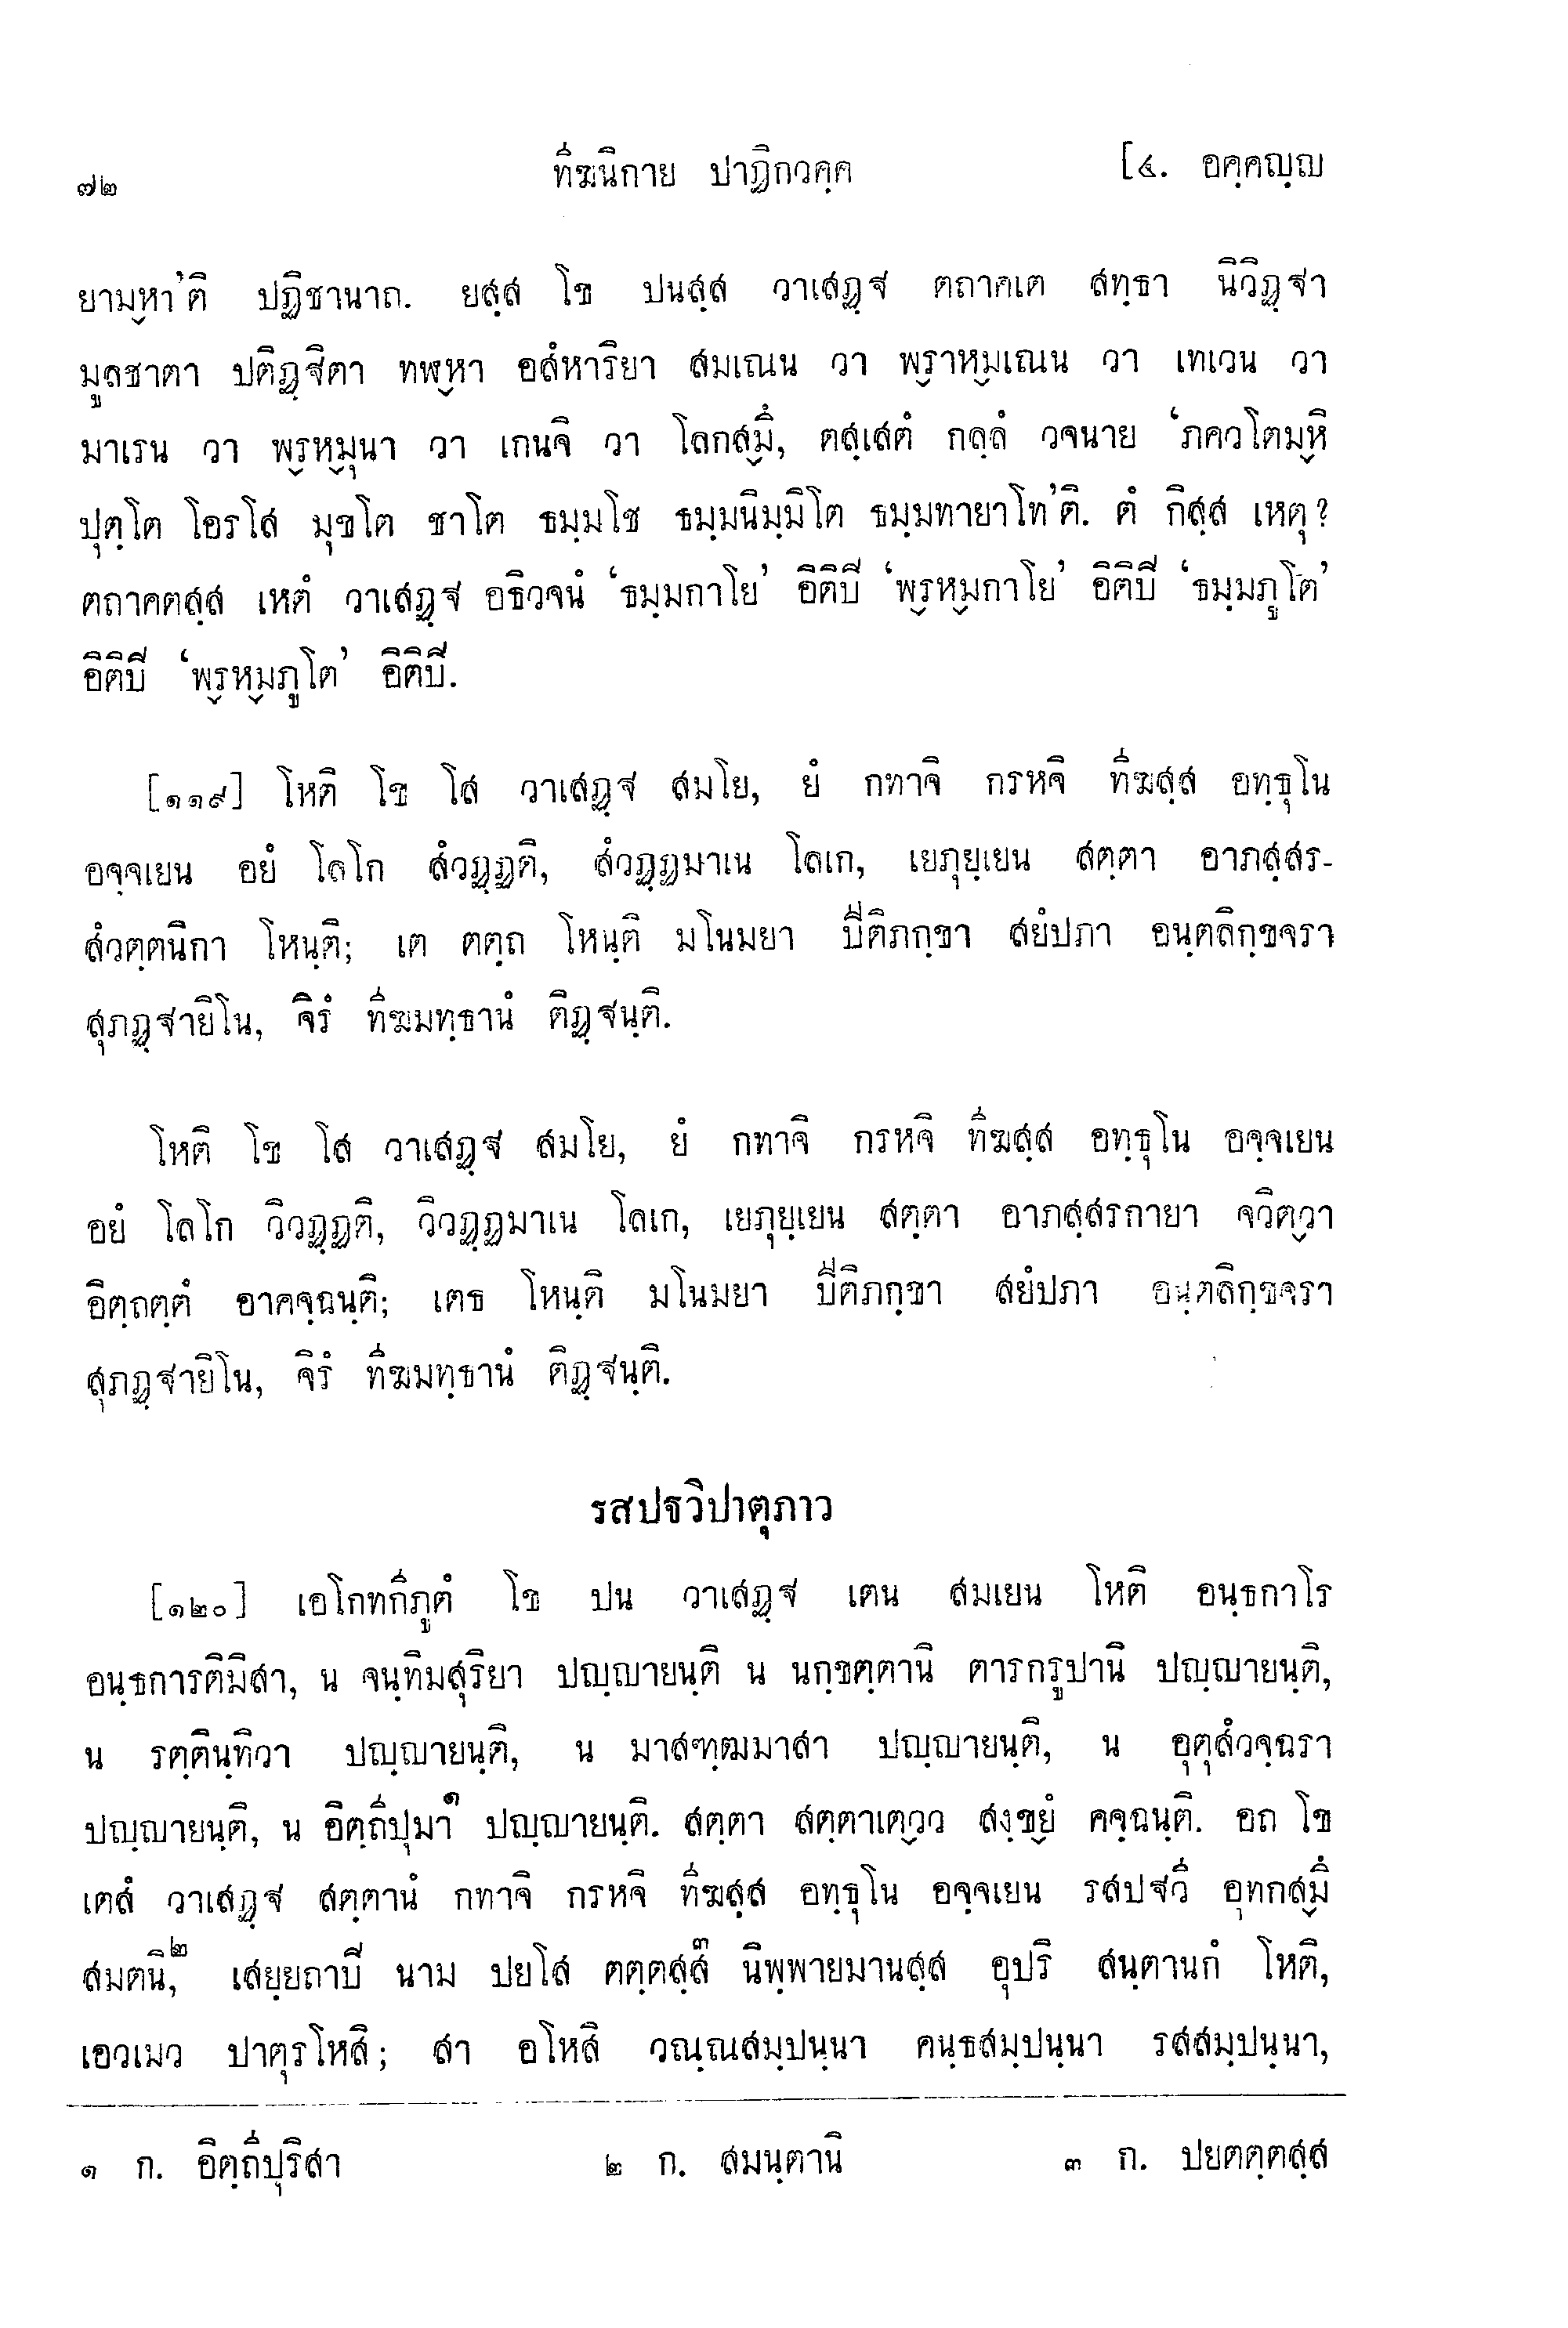 ๗๒ ทีฆนิกาย ปาฏิกวคฺค [๔. อคฺคญฺญ
ยามฺหา’ติ ปฏิชานาถ. ยสฺส โข ปนสฺส วาเสฏฺฐ ตถาคเต สทฺธา นิวิฏฺฐา
มูลชาตา ปติฏฺฐิตา ทฬฺหา อสํหาริยา สมเณน วา พฺราหฺมเณน วา เทเวน วา
มาเรน วา พฺรหฺมุนา วา เกนจิ วา โลกสฺมิํ, ตสฺเสตํ กลฺลํ วจนาย ‘ภควโตมฺหิ
ปุตฺโต โอรโส มุขโต ชาโต ธมฺมโช ธมฺมนิมฺมิโต ธมฺมทายาโท’ติ. ตํ กิสฺส เหตุ?
ตถาคตสฺส เหตํ วาเสฏฺฐ อธิวจนํ ‘ธมฺมกาโย’ อิติปิ ‘พฺรหฺมกาโย’ อิติปิ ‘ธมฺมภูโต’
อิติปิ ‘พฺรหฺมภูโต’ อิติปิ.
[๑๑๙] โหติ โข โส วาเสฏฺฐ สมโย, ยํ กทาจิ กรหจิ ทีฆสฺส อทฺธุโน
อจฺจเยน อยํ โลโก สํวฏฺฏติ, สํวฏฺฏมาเน โลเก, เยภุยฺเยน สตฺตา อาภสฺสร-
สํวตฺตนิกา โหนฺติ; เต ตตฺถ โหนฺติ มโนมยา ปีติภกฺขา สยํปภา อนฺตลิกฺขจรา
สุภฏฺฐายิโน, จิรํ ทีฆมทฺธานํ ติฏฺฐนฺติ.
โหติ โข โส วาเสฏฺฐ สมโย, ยํ กทาจิ กรหจิ ทีฆสฺส อทฺธุโน อจฺจเยน
อยํ โลโก วิวฏฺฏติ, วิวฏฺฏมาเน โลเก, เยภุยฺเยน สตฺตา อาภสฺสรกายา จวิตฺวา
อิตฺถตฺตํ อาคจฺฉนฺติ; เตธ โหนฺติ มโนมยา ปีติภกฺขา สยํปภา อนฺตลิกฺขจรา
สุภฏฺฐายิโน, จิรํ ทีฆมทฺธานํ ติฏฺฐนฺติ.
รสปฐวิปาตุภาว
[๑๒๐] เอโกทกีภูตํ โข ปน วาเสฏฺฐ เตน สมเยน โหติ อนฺธกาโร
อนฺธการติมิสา, น จนฺทิมสุริยา ปญฺญายนฺติ น นกฺขตฺตานิ ตารกรูปานิ ปญฺญายนฺติ,
น รตฺตินฺทิวา ปญฺญายนฺติ, น มาสฑฺฒมาสา ปญฺญายนฺติ, น อุตุสํวจฺฉรา
ปญฺญายนฺติ, น อิตฺถีปุมา๑ ปญฺญายนฺติ. สตฺตา สตฺตาเตฺวว สงฺขฺยํ คจฺฉนฺติ. อถ โข
เตสํ วาเสฏฺฐ สตฺตานํ กทาจิ กรหจิ ทีฆสฺส อทฺธุโน อจฺจเยน รสปฐวี อุทกสฺมิํ
สมตนิ,๒ เสยฺยถาปิ นาม ปยโส ตตฺตสฺส๓ นิพฺพายมานสฺส อุปริ สนฺตานกํ โหติ,
เอวเมว ปาตุรโหสิ; สา อโหสิ วณฺณสมฺปนฺนา คนฺธสมฺปนฺนา รสสมฺปนฺนา,
๑ ก. อิตฺถีปุริสา ๒ ก. สมนฺตานิ ๓ ก. ปยตตฺตสฺส